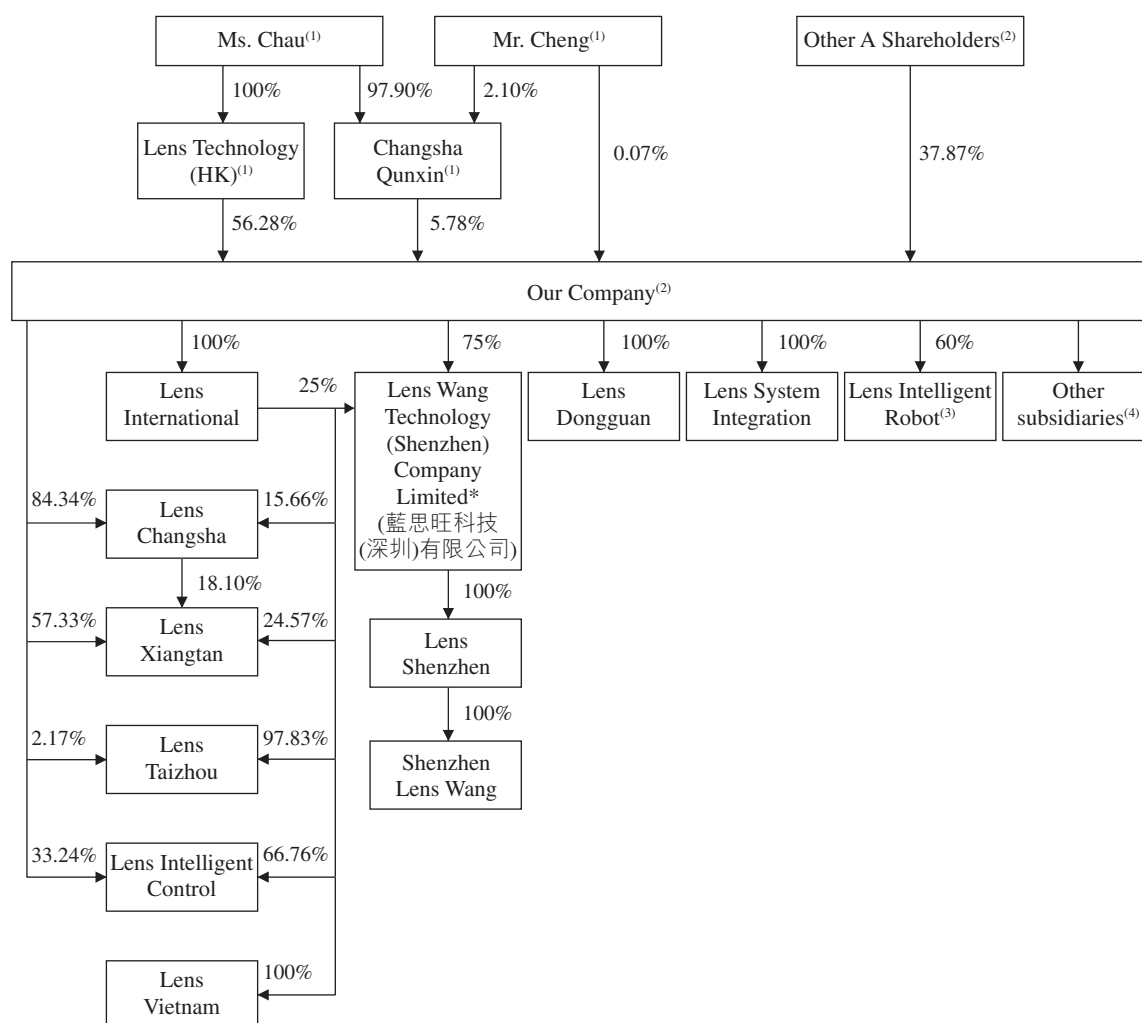 Ms. Chau(1)
Mr. Cheng(1)
Other A Shareholders(2)
100%
97.90%
2.10%
Lens Technology
(HK)(1)
Changsha
Qunxin(1)
0.07%
37.87%
56.28%
5.78%
Our Company(2)
100%
75%
100%
100%
60%
Lens
International
25%
Lens Wang
Technology
(Shenzhen)
Company
Limited*
(藍思旺科技
(深圳)有限公司)
Lens
Dongguan
Lens System
Integration
Lens Intelligent
Robot(3)
Other
subsidiaries(4)
84.34%
Lens
Changsha
15.66%
18.10%
100%
57.33%
Lens
Xiangtan
24.57%
Lens
Shenzhen
100%
2.17%
Lens
Taizhou
97.83%
Shenzhen
Lens Wang
33.24%
Lens Intelligent
Control
66.76%
Lens
Vietnam
100%